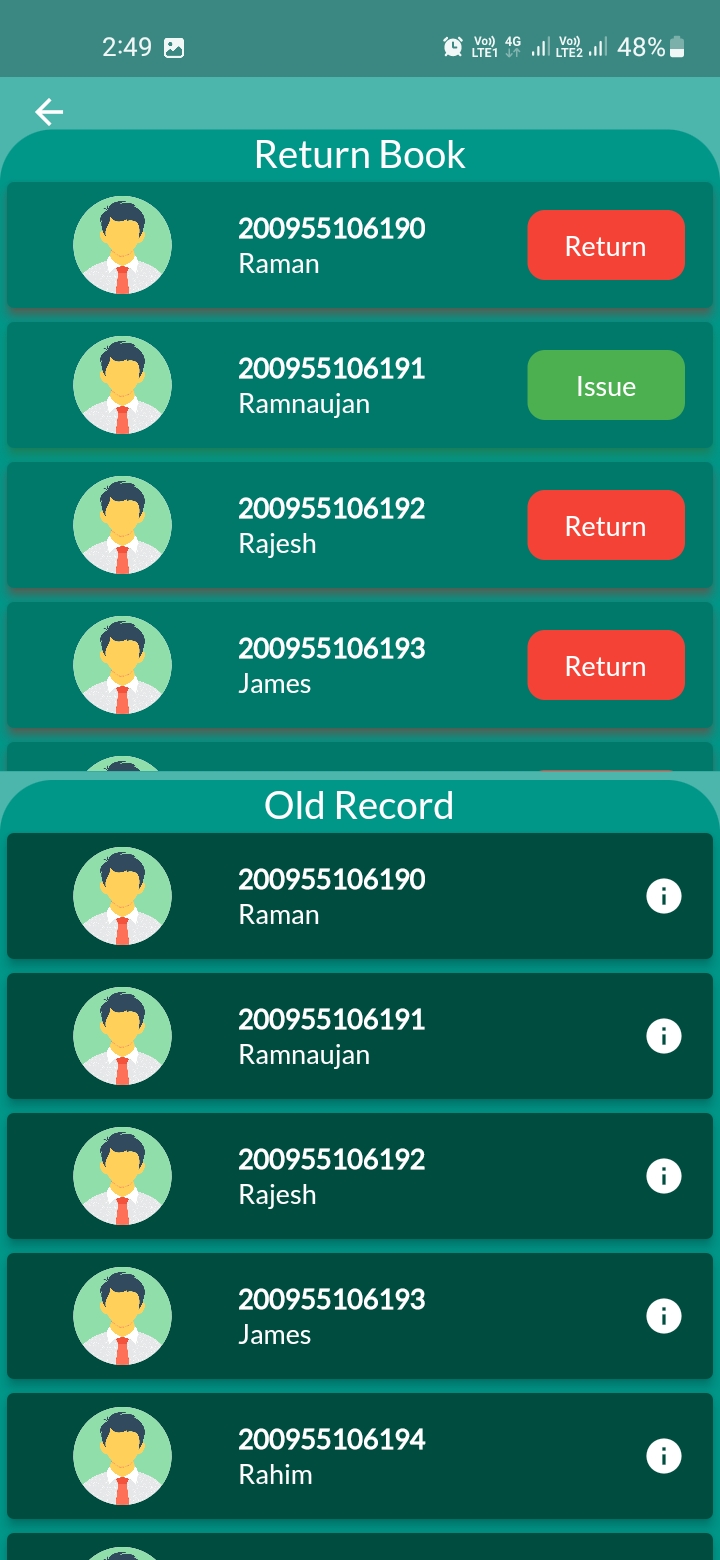 2:49 Vo)) LTE1 4G Vo)) LTE2 48%
Return Book
200955106190
Raman
Return
200955106191
Ramnaujan
Issue
200955106192
Rajesh
Return
200955106193
James
Return
Old Record
200955106190
Raman
200955106191
Ramnaujan
200955106192
Rajesh
200955106193
James
200955106194
Rahim